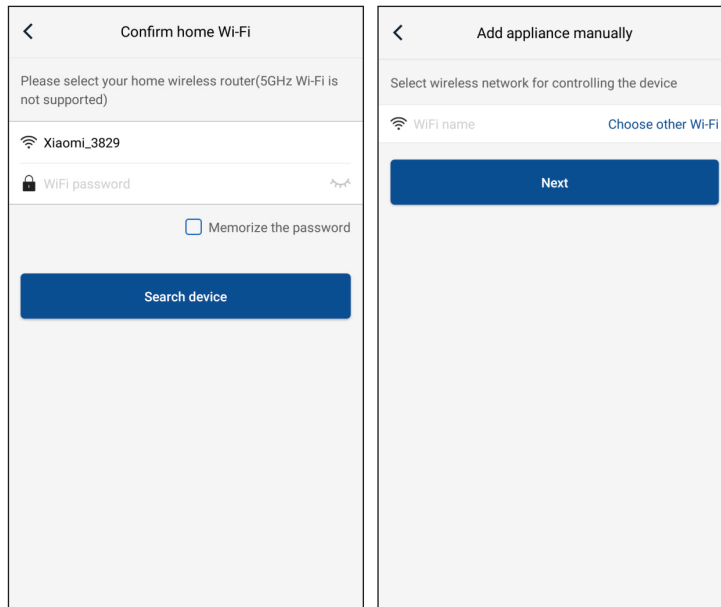 Confirm home Wi-Fi
Please select your home wireless router(5GHz Wi-Fi is
not supported)
Xiaomi_3829
WiFi password
Memorize the password
Search device
Add appliance manually
Select wireless network for controlling the device
WiFi name
Choose other Wi-Fi
Next